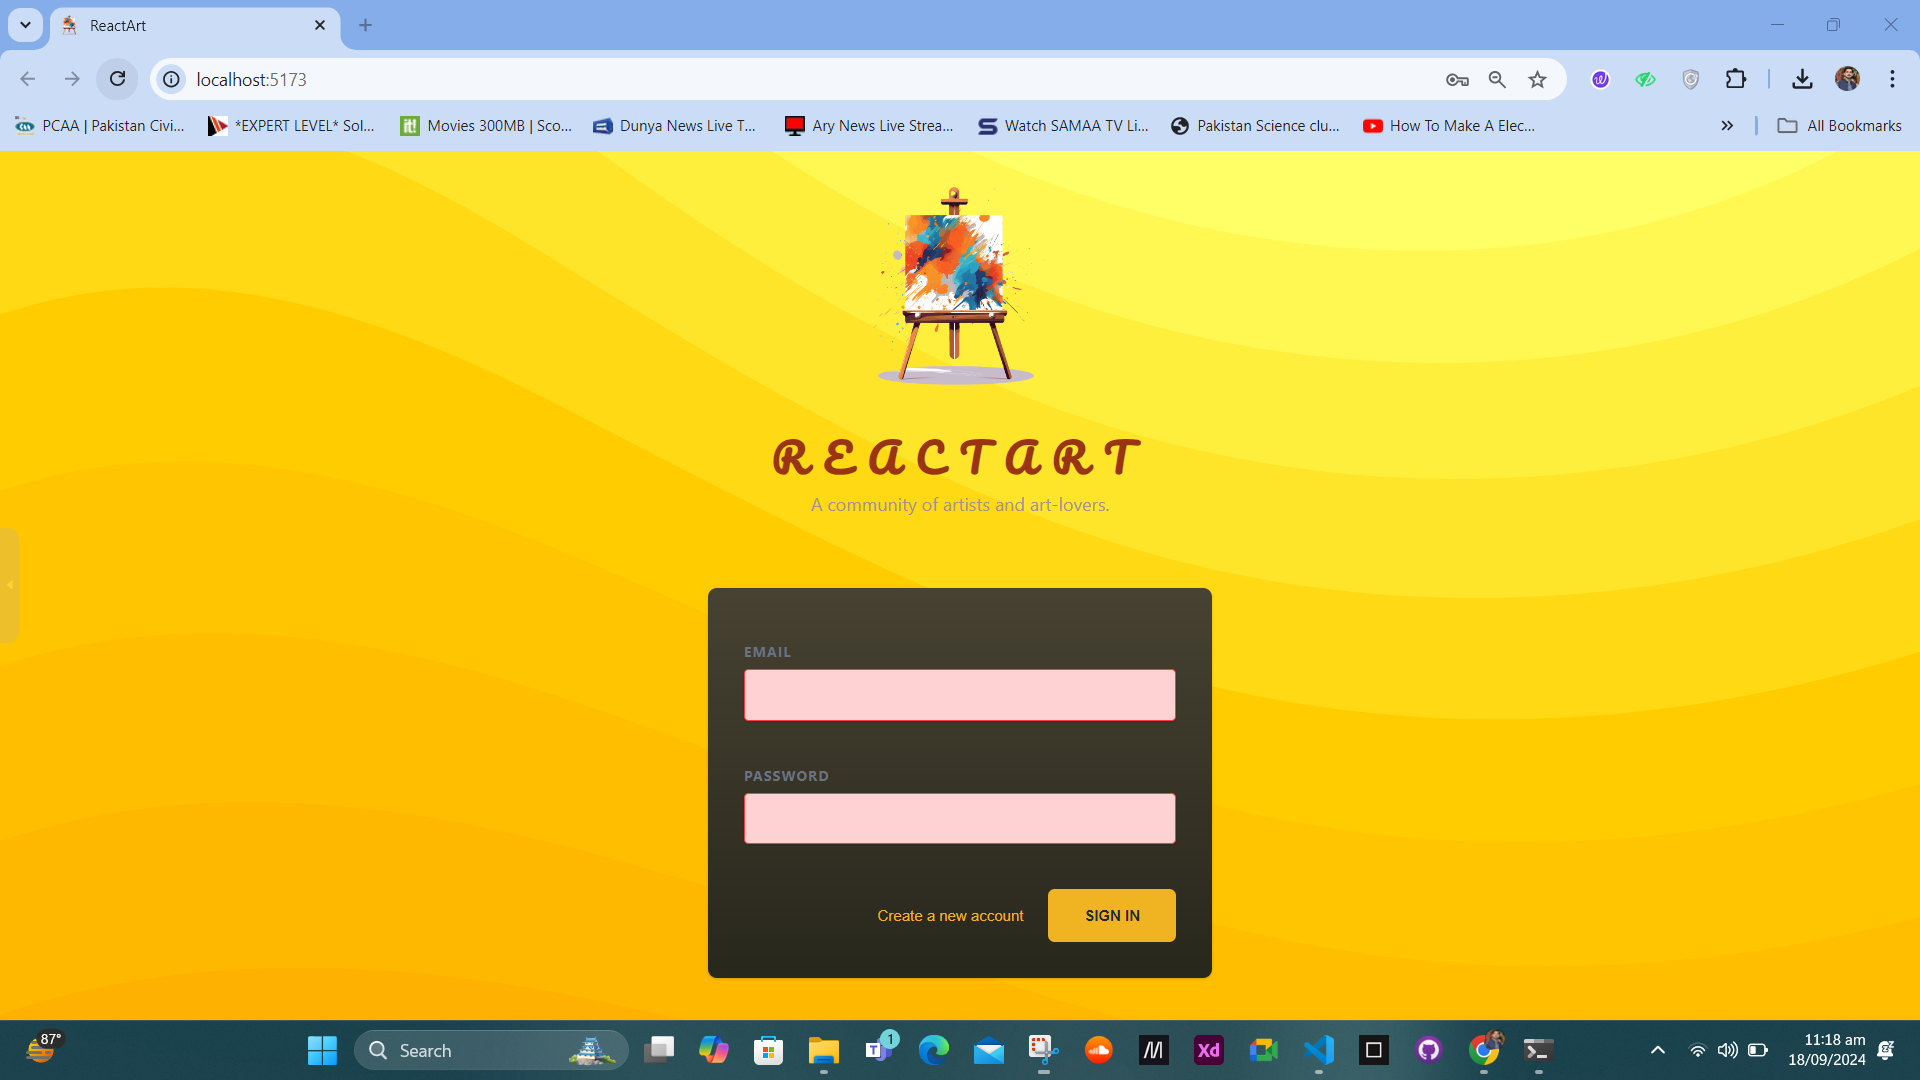 ReactArt
localhost:5173
PCAA | Pakistan Civi...
*EXPERT LEVEL* Sol...
it!
Movies 300MB | Sco...
Dunya News Live T...
Ary News Live Strea...
Watch SAMAA TV Li...
Pakistan Science clu...
How To Make A Elec...
All Bookmarks
REACTART
A community of artists and art-lovers.
EMAIL
PASSWORD
Create a new account
SIGN IN
87°
Search
T
1
Xd
11:18 am
18/09/2024